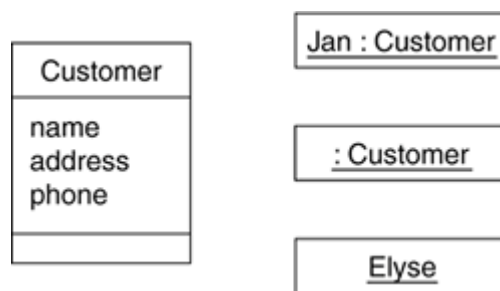 Customer
name
address
phone
Jan : Customer
: Customer
Elyse